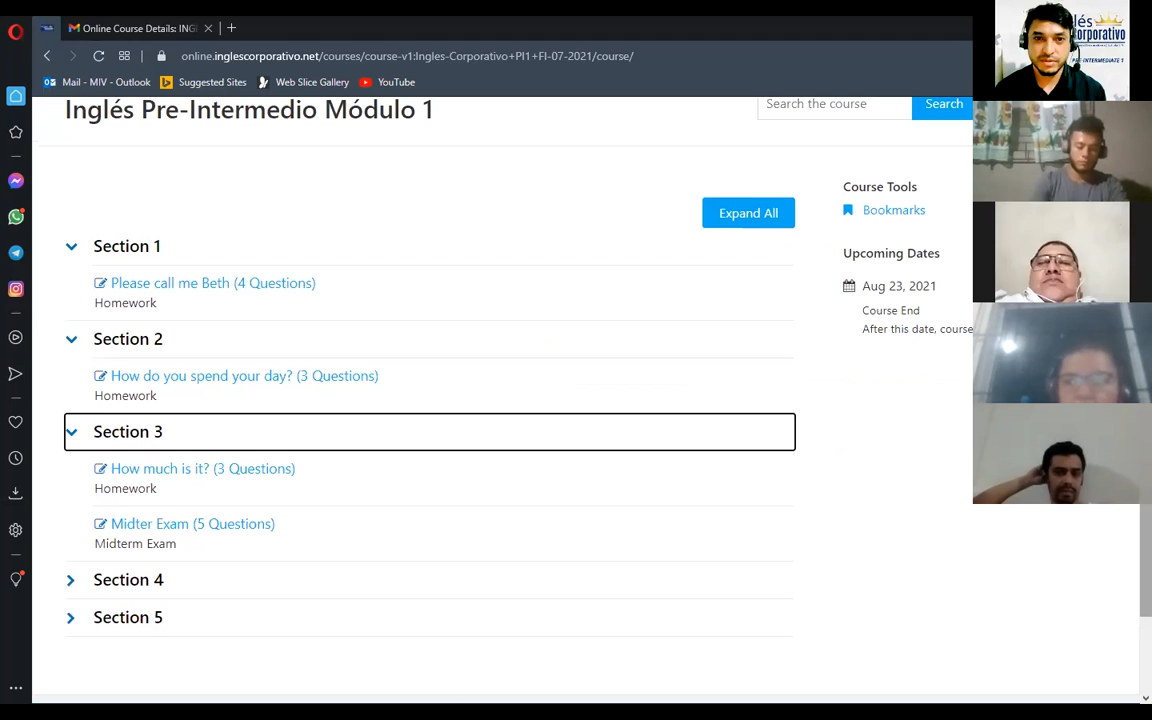 Online Course Details: ING
online.inglescorporativo.net/courses/course-v1:Ingles-Corporativo+PI1+FI-07-2021/course/
Mail - MIV - Outlook
Suggested Sites
Web Slice Gallery
YouTube
Inglés Pre-Intermedio Módulo 1
Search the course
Search
Expand All
Section 1
Please call me Beth (4 Questions)
Homework
Section 2
How do you spend your day? (3 Questions)
Homework
Section 3
How much is it? (3 Questions)
Homework
Midter Exam (5 Questions)
Midterm Exam
Section 4
Section 5
Course Tools
Bookmarks
Upcoming Dates
Aug 23, 2021
Course End
After this date, course
PRE-INTERMEDIATE 1